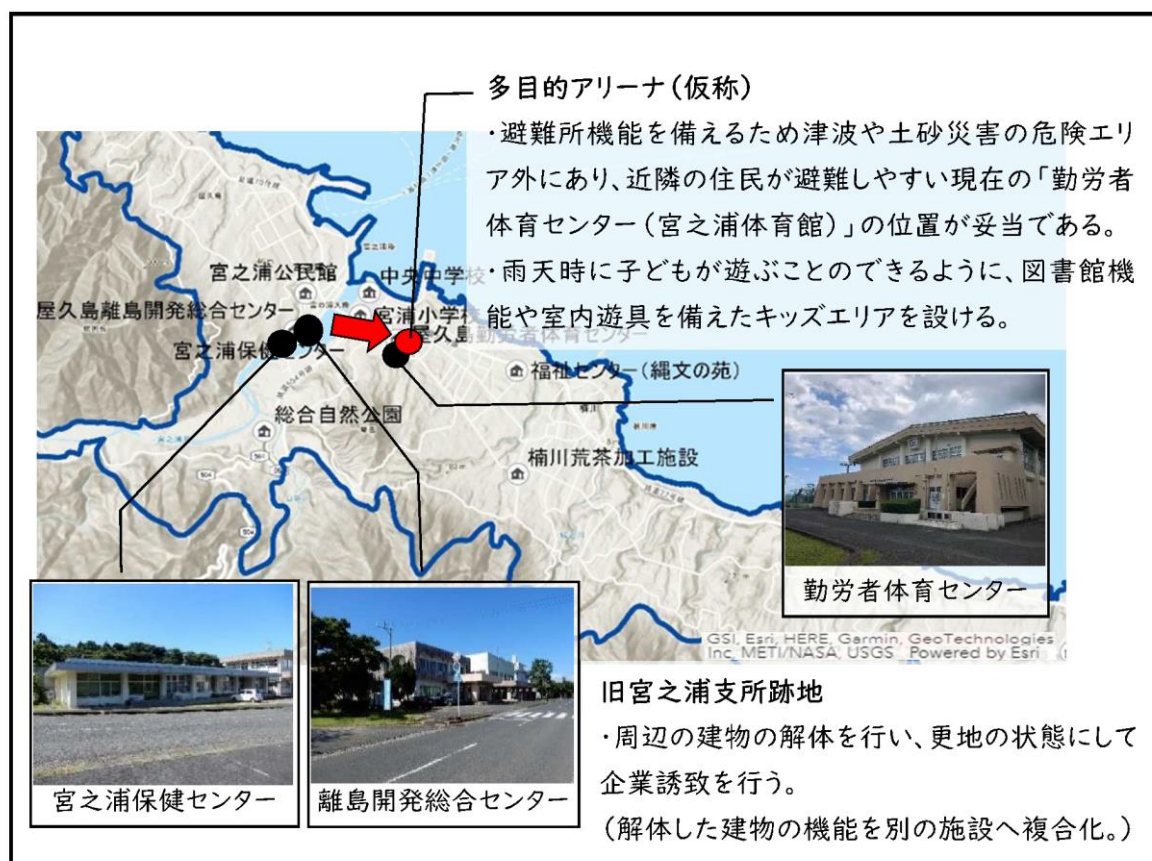 多目的アリーナ(仮称)
・避難所機能を備えるため津波や土砂災害の危険エリ
ア外にあり、近隣の住民が避難しやすい現在の「勤労者
体育センター(宮之浦体育館)」の位置が妥当である。
・雨天時に子どもが遊ぶことのできるように、図書館機
能や室内遊具を備えたキッズエリアを設ける。
宮之浦公民館
中央中学校
屋久島離島開発総合センター
宮浦小学校
屋久島勤労者体育センター
宮之浦保健センター
福祉センター(縄文の苑)
総合自然公園
楠川荒茶加工施設
勤労者体育センター
GSI, Esri, HERE, Garmin, GeoTechnologies
Inc, METI/NASA, USGS Powered by Esri
旧宮之浦支所跡地
・周辺の建物の解体を行い、更地の状態にして
企業誘致を行う。
(解体した建物の機能を別の施設へ複合化。)
宮之浦保健センター
離島開発総合センター